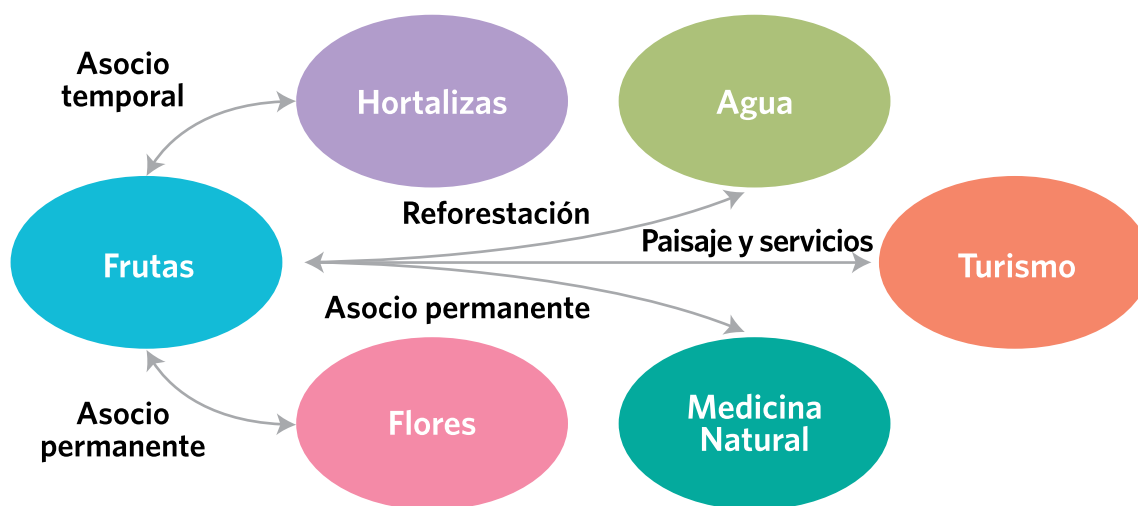 Asocio
temporal
Hortalizas
Agua
Reforestación
Paisaje y servicios
Frutas
Turismo
Asocio permanente
Asocio
permanente
Flores
Medicina
Natural